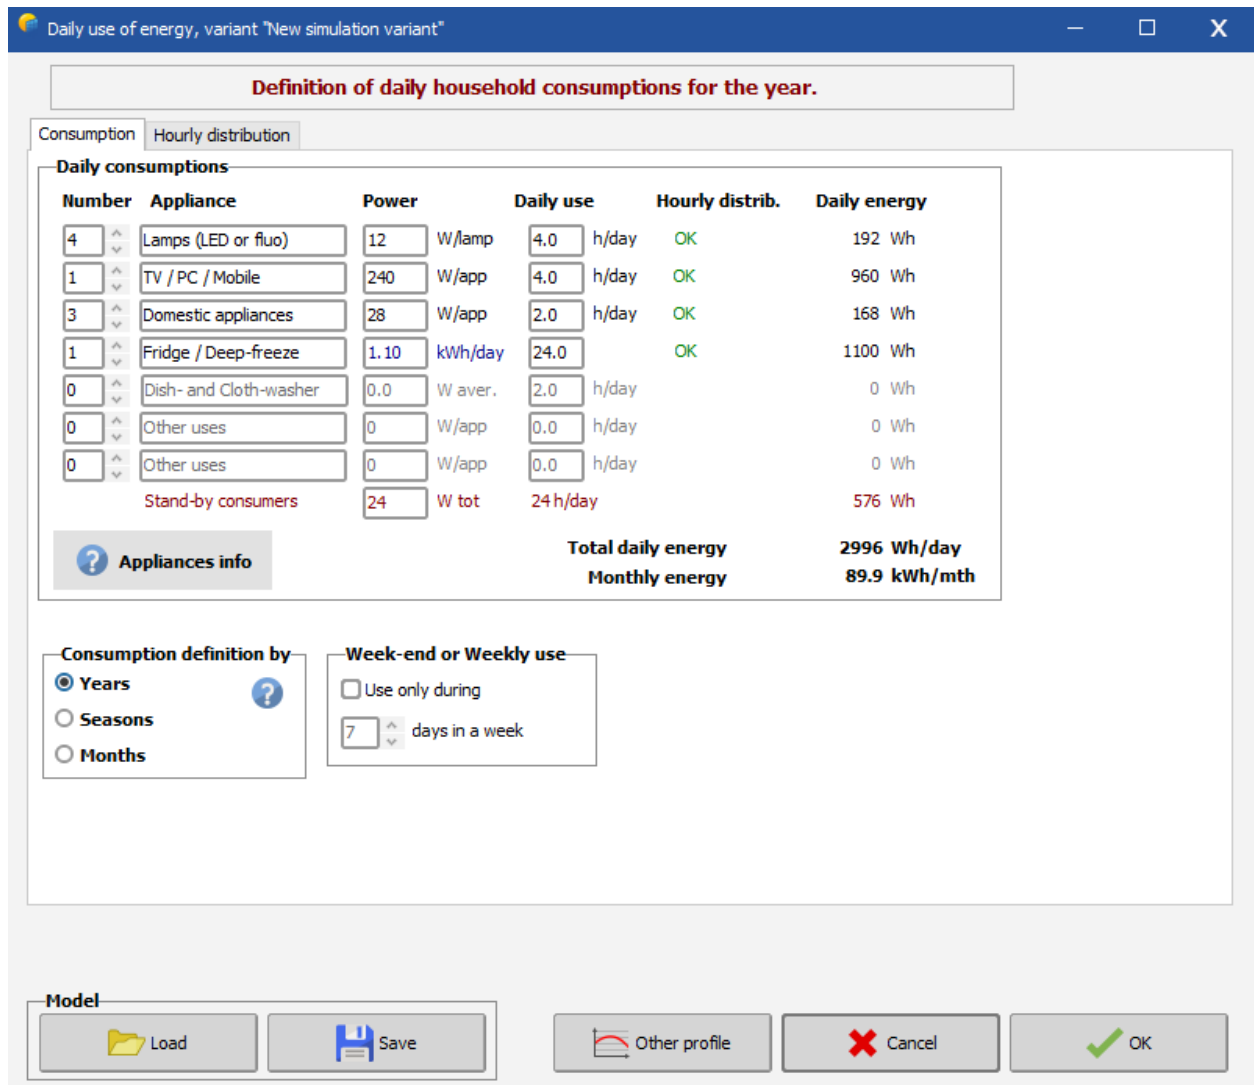 Daily use of energy, variant "New simulation variant"
Definition of daily household consumptions for the year.
Consumption Hourly distribution
Daily consumptions
Number Appliance Power Daily use Hourly distrib. Daily energy
4 Lamps (LED or fluo) 12 W/lamp 4.0 h/day OK 192 Wh
1 TV / PC / Mobile 240 W/app 4.0 h/day OK 960 Wh
3 Domestic appliances 28 W/app 2.0 h/day OK 168 Wh
1 Fridge / Deep-freeze 1.10 kWh/day 24.0 OK 1100 Wh
0 Dish- and Cloth-washer 0.0 W aver. 2.0 h/day 0 Wh
0 Other uses 0 W/app 0.0 h/day 0 Wh
0 Other uses 0 W/app 0.0 h/day 0 Wh
Stand-by consumers 24 W tot 24 h/day 576 Wh
? Appliances info
Total daily energy 2996 Wh/day
Monthly energy 89.9 kWh/mth
Consumption definition by
Years ?
Seasons
Months
Week-end or Weekly use
Use only during
7 days in a week
Model
Load Save Other profile Cancel OK